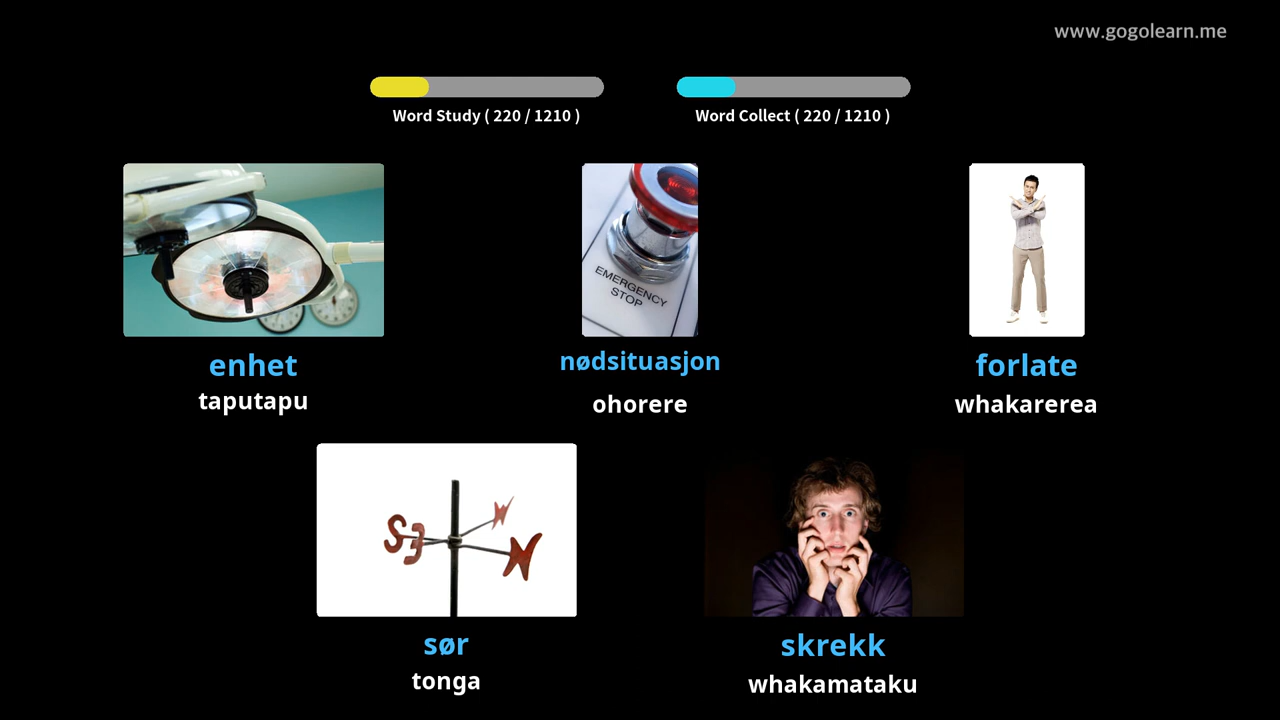 www.gogolearn.me
Word Study ( 220 / 1210 )
Word Collect ( 220 / 1210 )
EMERGENCY
STOP
enhet
taputapu
nødsituasjon
ohorere
forlate
whakarerea
S
E
N
sør
tonga
skrekk
whakamataku